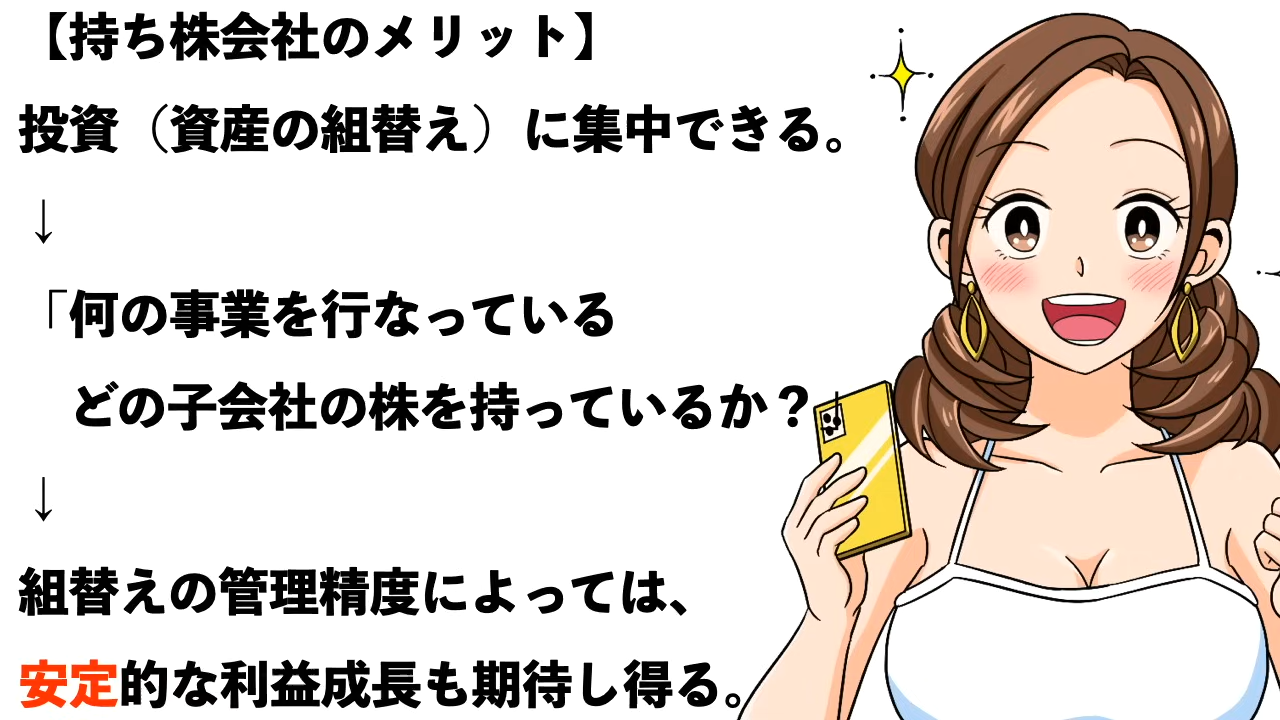 【持ち株会社のメリット】
投資（資産の組替え）に集中できる。
↓
「何の事業を行なっている
どの子会社の株を持っているか？
↓
組替えの管理精度によっては、
安定的な利益成長も期待し得る。